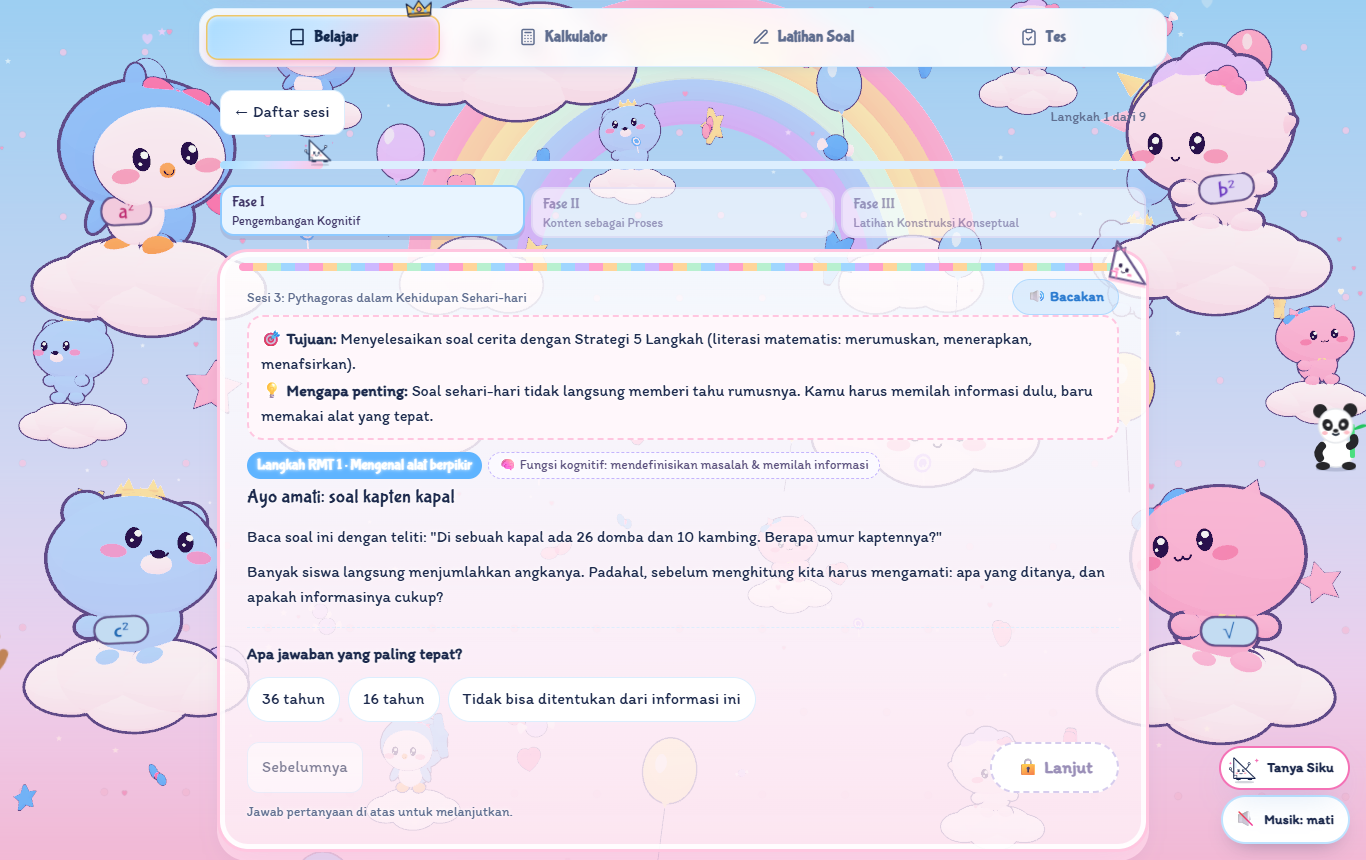 Belajar
Kalkulator
Latihan Soal
Tes
← Daftar sesi
Langkah 1 dari 9
Fase I
Pengembangan Kognitif
Fase II
Konten sebagai Proses
Fase III
Latihan Konstruksi Konseptual
a²
b²
Sesi 3: Pythagoras dalam Kehidupan Sehari-hari
Bacakan
Tujuan: Menyelesaikan soal cerita dengan Strategi 5 Langkah (literasi matematis: merumuskan, menerapkan,
menafsirkan).
Mengapa penting: Soal sehari-hari tidak langsung memberi tahu rumusnya. Kamu harus memilah informasi dulu, baru
memakai alat yang tepat.
Langkah RMT 1 · Mengenal alat berpikir
Fungsi kognitif: mendefinisikan masalah & memilah informasi
Ayo amati: soal kapten kapal
Baca soal ini dengan teliti: "Di sebuah kapal ada 26 domba dan 10 kambing. Berapa umur kaptennya?"
Banyak siswa langsung menjumlahkan angkanya. Padahal, sebelum menghitung kita harus mengamati: apa yang ditanya, dan
apakah informasinya cukup?
c²
√
Apa jawaban yang paling tepat?
36 tahun
16 tahun
Tidak bisa ditentukan dari informasi ini
Sebelumnya
Lanjut
Jawab pertanyaan di atas untuk melanjutkan.
Tanya Siku
Musik: mati